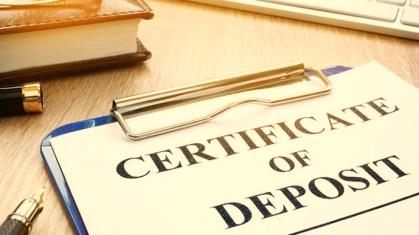 CERTIFICATE
OF
DEPOSIT